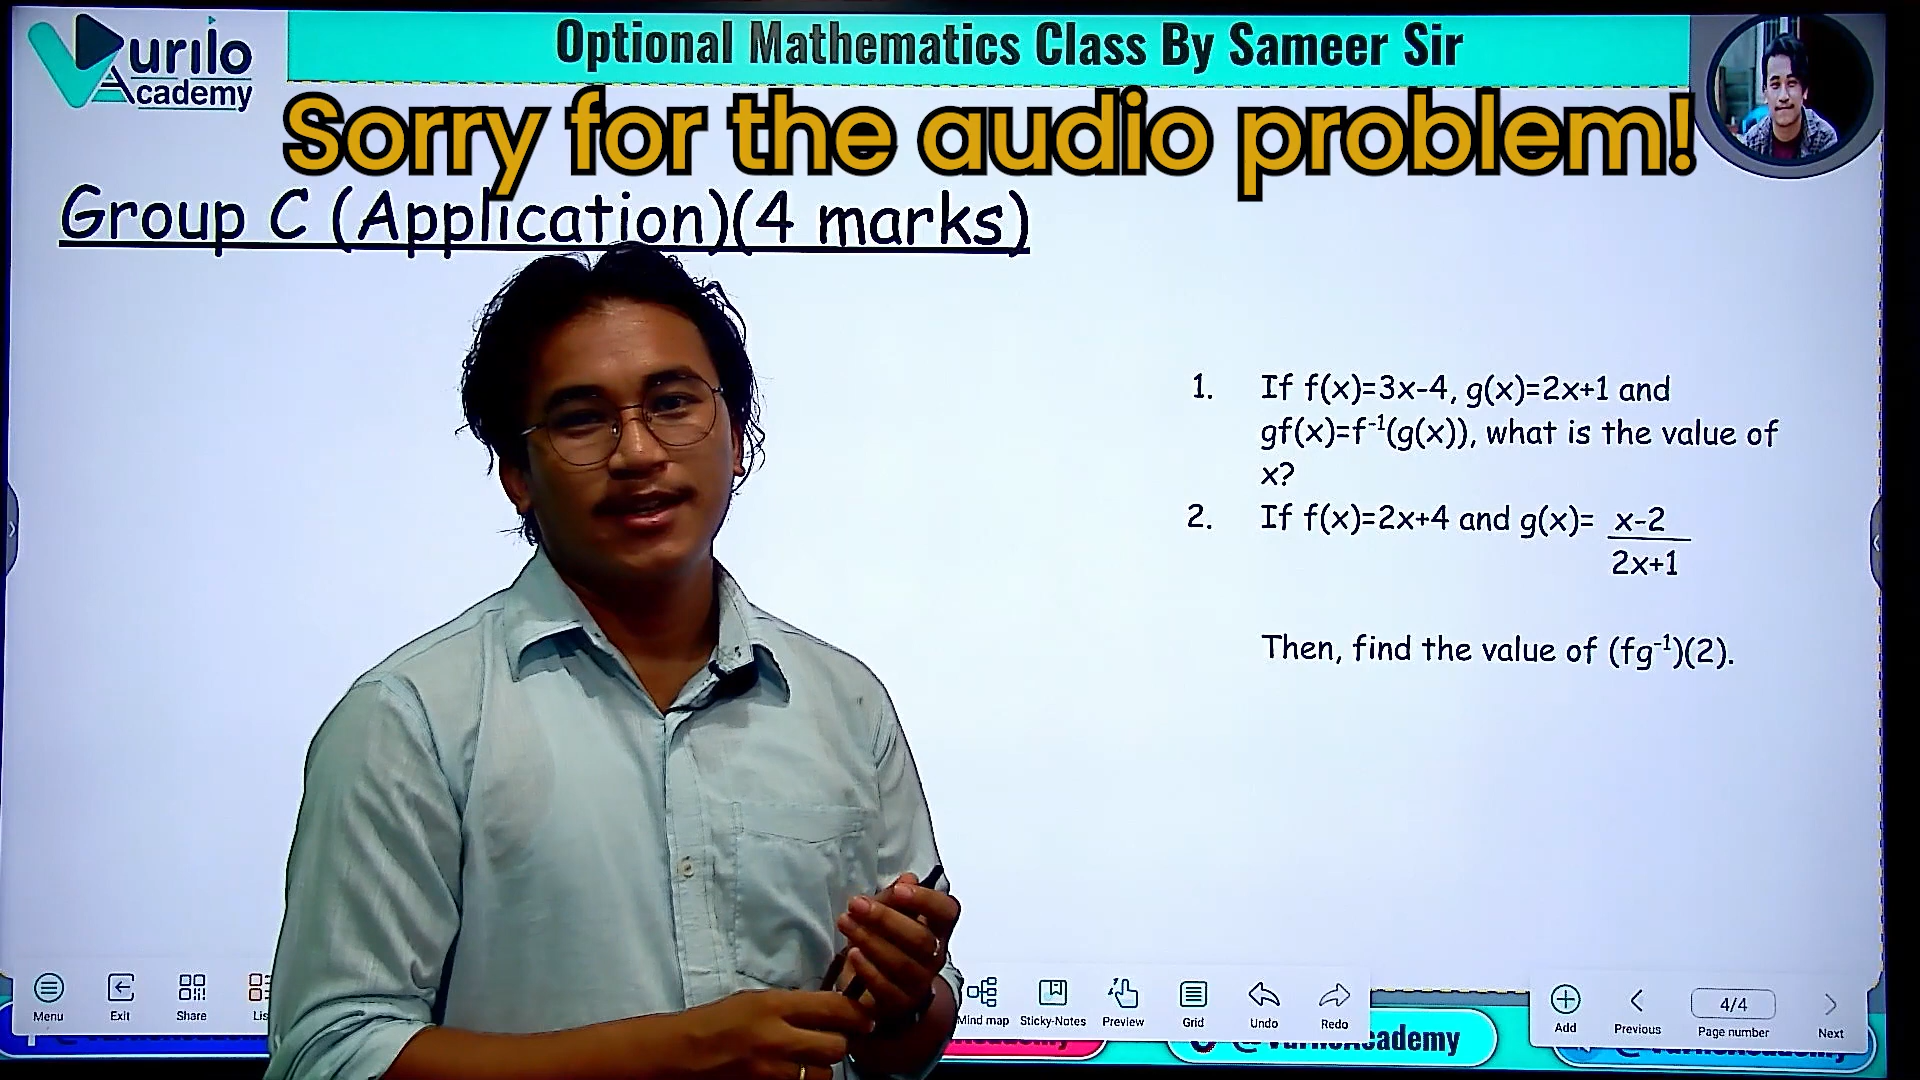 Vurilo
Academy
Optional Mathematics Class By Sameer Sir
Sorry for the audio problem!
Group C (Application)(4 marks)
1. If f(x)=3x-4, g(x)=2x+1 and
gf(x)=f⁻¹(g(x)), what is the value of
x?
2. If f(x)=2x+4 and g(x)= x-2
2x+1
Then, find the value of (fg⁻¹)(2).
Menu Exit Share Mind map Sticky-Notes Preview Grid Undo Redo Add Previous Page number Next
4/4